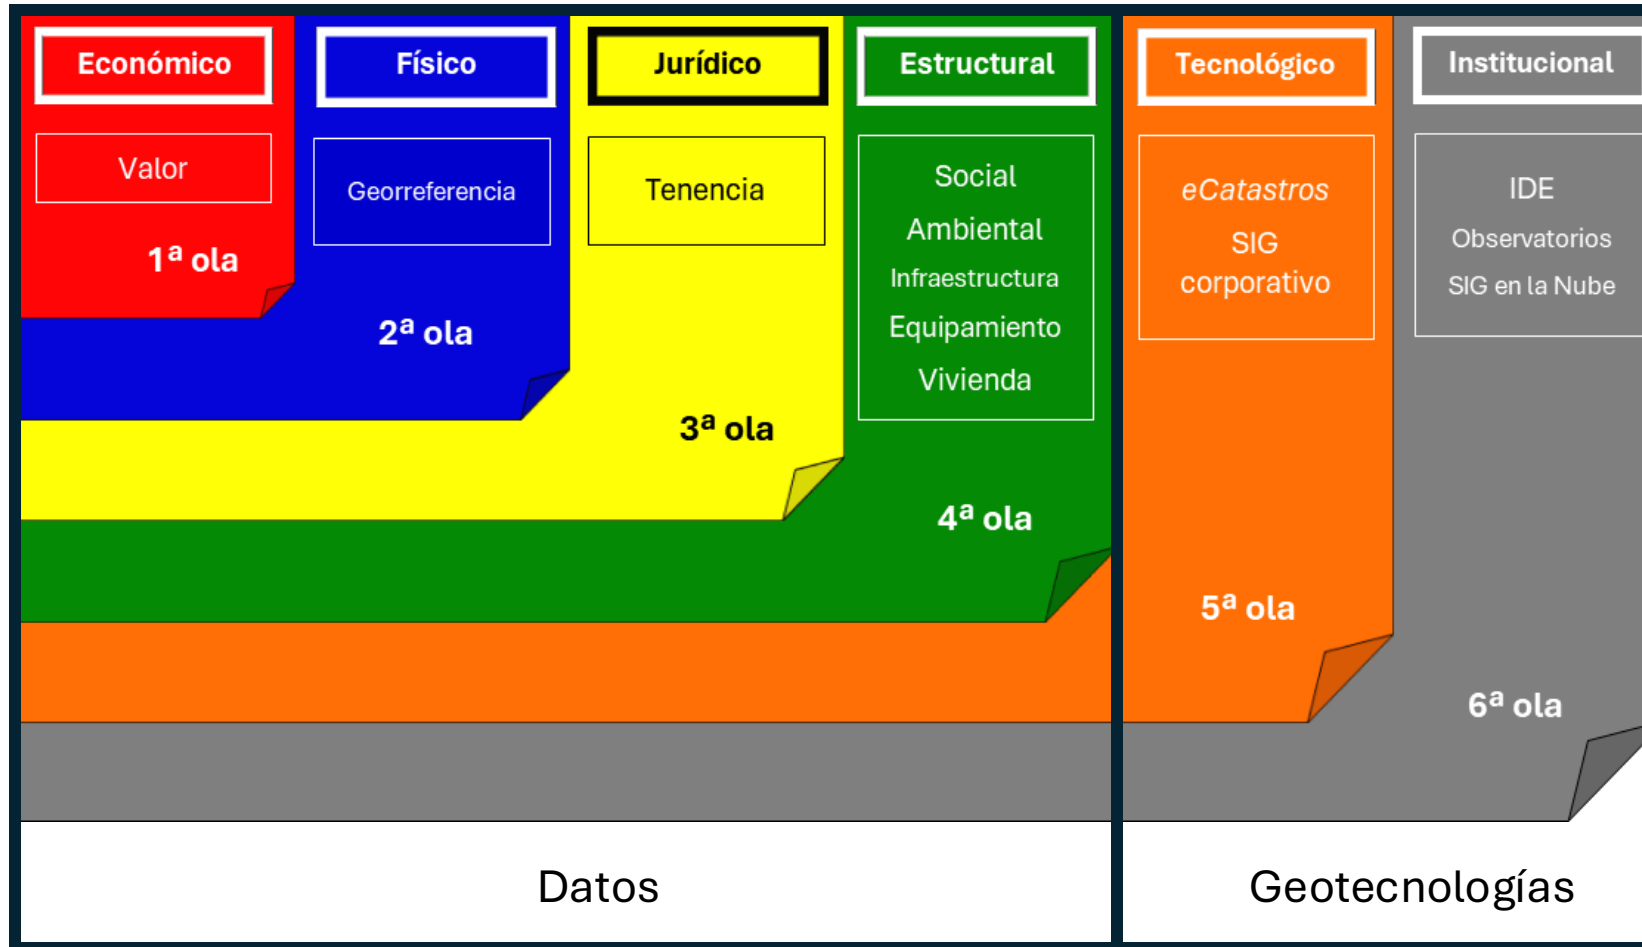 Económico
Valor
1ª ola
Físico
Georreferencia
2ª ola
Jurídico
Tenencia
3ª ola
Estructural
Social
Ambiental
Infraestructura
Equipamiento
Vivienda
4ª ola
Tecnológico
eCatastros
SIG
corporativo
5ª ola
Institucional
IDE
Observatorios
SIG en la Nube
6ª ola
Datos
Geotecnologías